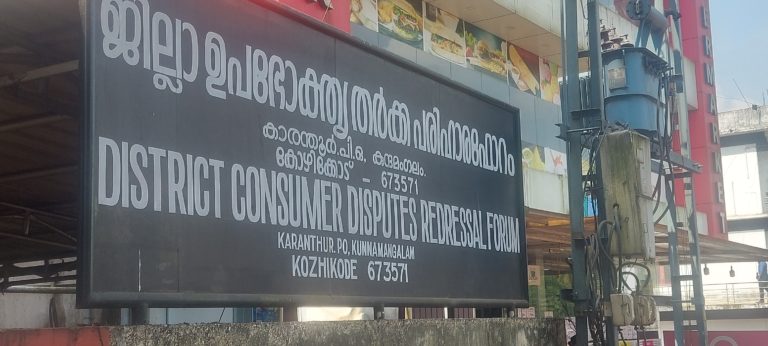 ജില്ലാ ഉപഭോക്തൃ തർക്ക പരിഹാരഫോറം
കാരന്തൂർ.പി.ഒ, കുന്ദമംഗലം.
കോഴിക്കോട് - 673571
DISTRICT CONSUMER DISPUTES REDRESSAL FORUM
KARANTHUR. PO, KUNNAMANGALAM
KOZHIKODE 673571